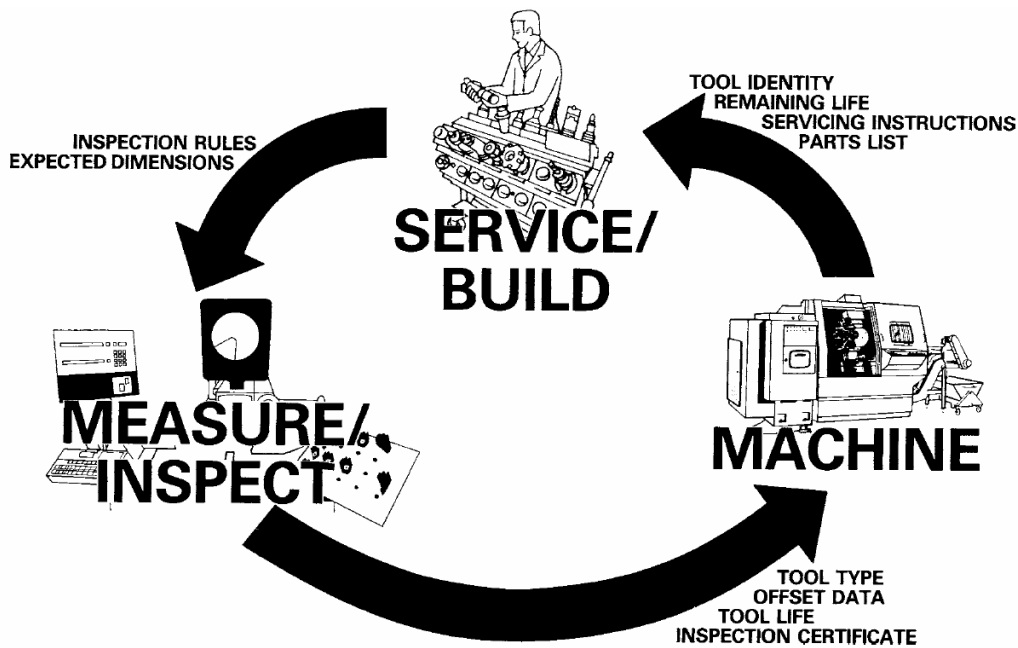 TOOL IDENTITY
REMAINING LIFE
SERVICING INSTRUCTIONS
PARTS LIST
INSPECTION RULES
EXPECTED DIMENSIONS
SERVICE/
BUILD
MEASURE/
INSPECT
MACHINE
TOOL TYPE
OFFSET DATA
TOOL LIFE
INSPECTION CERTIFICATE